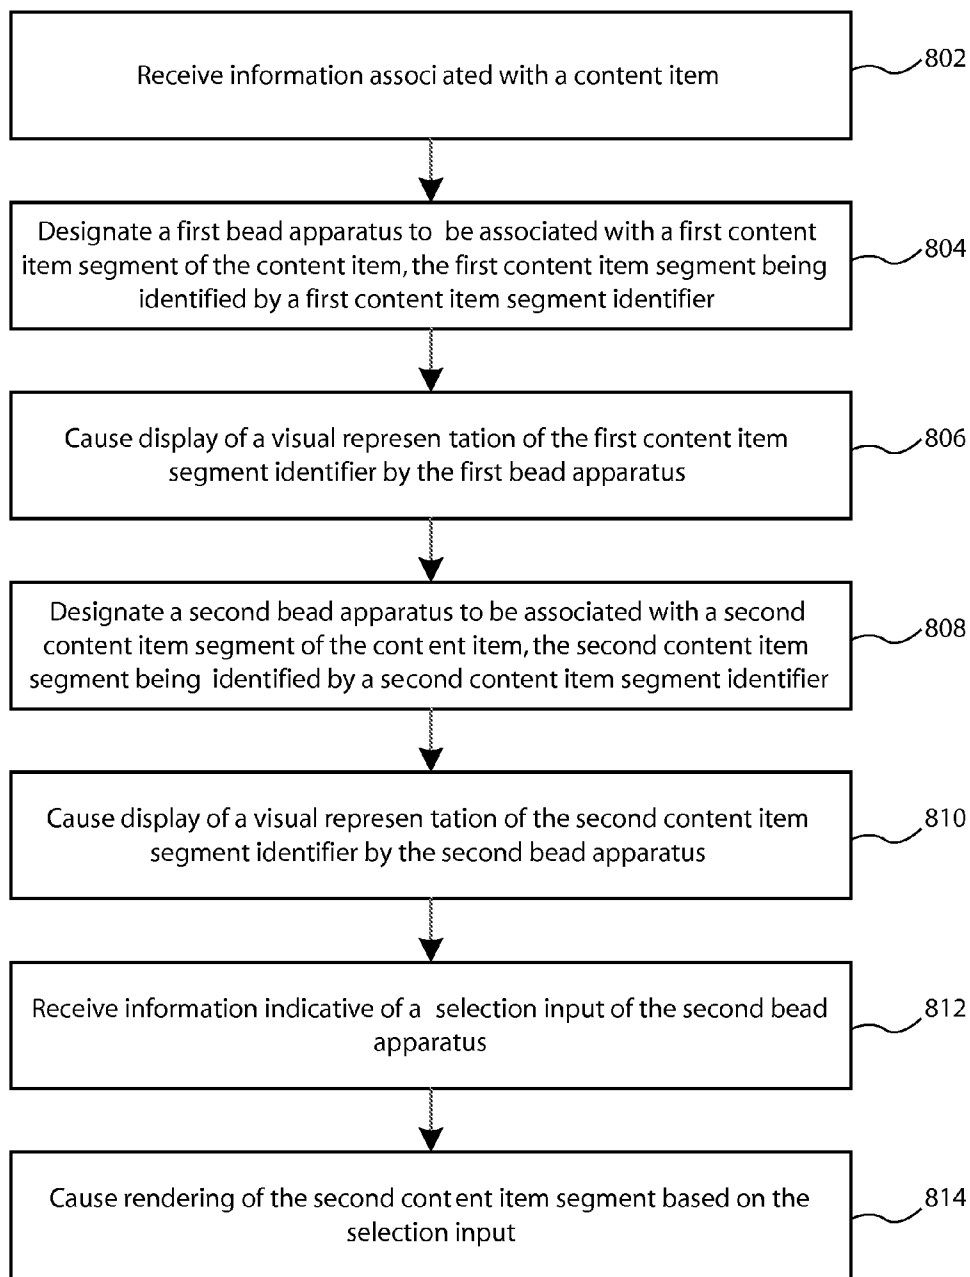 Receive information associated with a content item
802
Designate a first bead apparatus to be associated with a first content
item segment of the content item, the first content item segment being
identified by a first content item segment identifier
804
Cause display of a visual represen tation of the first content item
segment identifier by the first bead apparatus
806
Designate a second bead apparatus to be associated with a second
content item segment of the content item, the second content item
segment being identified by a second content item segment identifier
808
Cause display of a visual represen tation of the second content item
segment identifier by the second bead apparatus
810
Receive information indicative of a selection input of the second bead
apparatus
812
Cause rendering of the second content item segment based on the
selection input
814